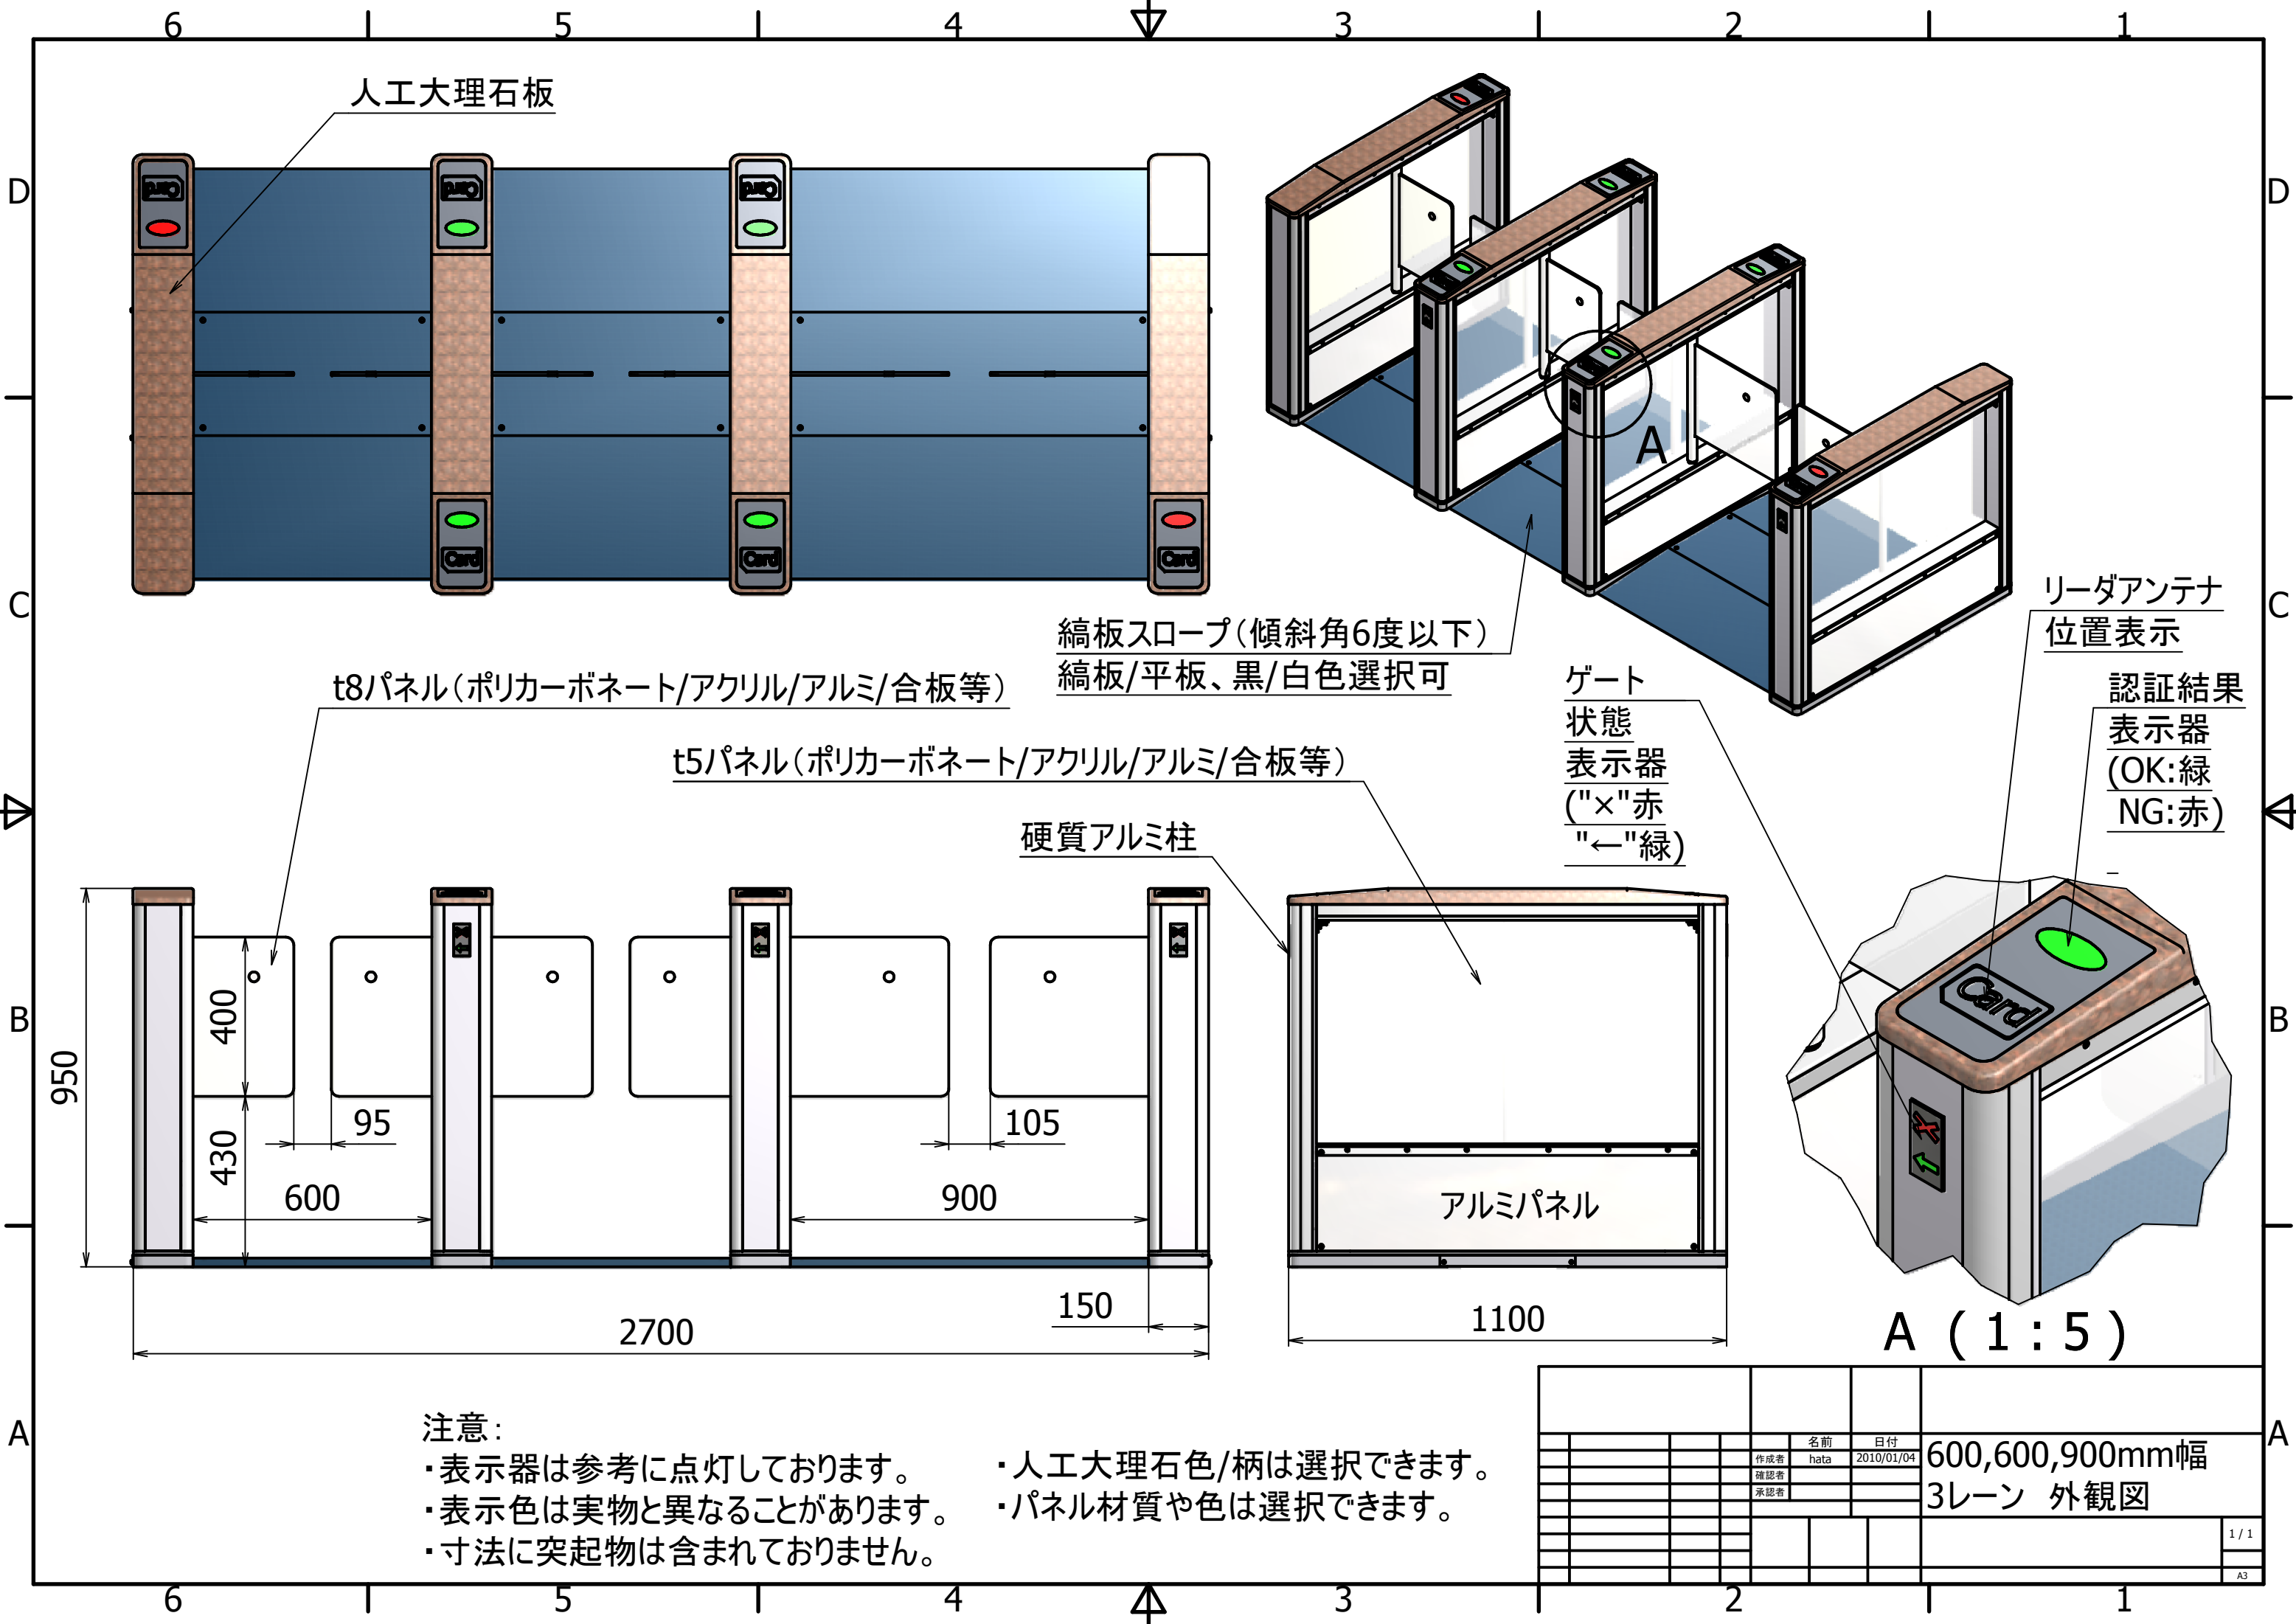 6 5 4 3 2 1
人工大理石板
D
D
Card Card Card
Card Card Card
A
C
C
縞板スロープ(傾斜角6度以下)
縞板/平板、黒/白色選択可
リーダアンテナ
位置表示
t8パネル(ポリカーボネート/アクリル/アルミ/合板等)
ゲート
状態
表示器
("×"赤
"←"緑)
認証結果
表示器
(OK:緑
NG:赤)
t5パネル(ポリカーボネート/アクリル/アルミ/合板等)
硬質アルミ柱
B
B
Card
950
400
430
95
105
600
900
アルミパネル
150
2700
1100
A (1:5)
A
A
注意:
・表示器は参考に点灯しております。
・表示色は実物と異なることがあります。
・寸法に突起物は含まれておりません。
・人工大理石色/柄は選択できます。
・パネル材質や色は選択できます。
名前 日付
作成者 hata 2010/01/04
確認者
承認者
600,600,900mm幅
3レーン 外観図
1 / 1
A3
6 5 4 3 2 1